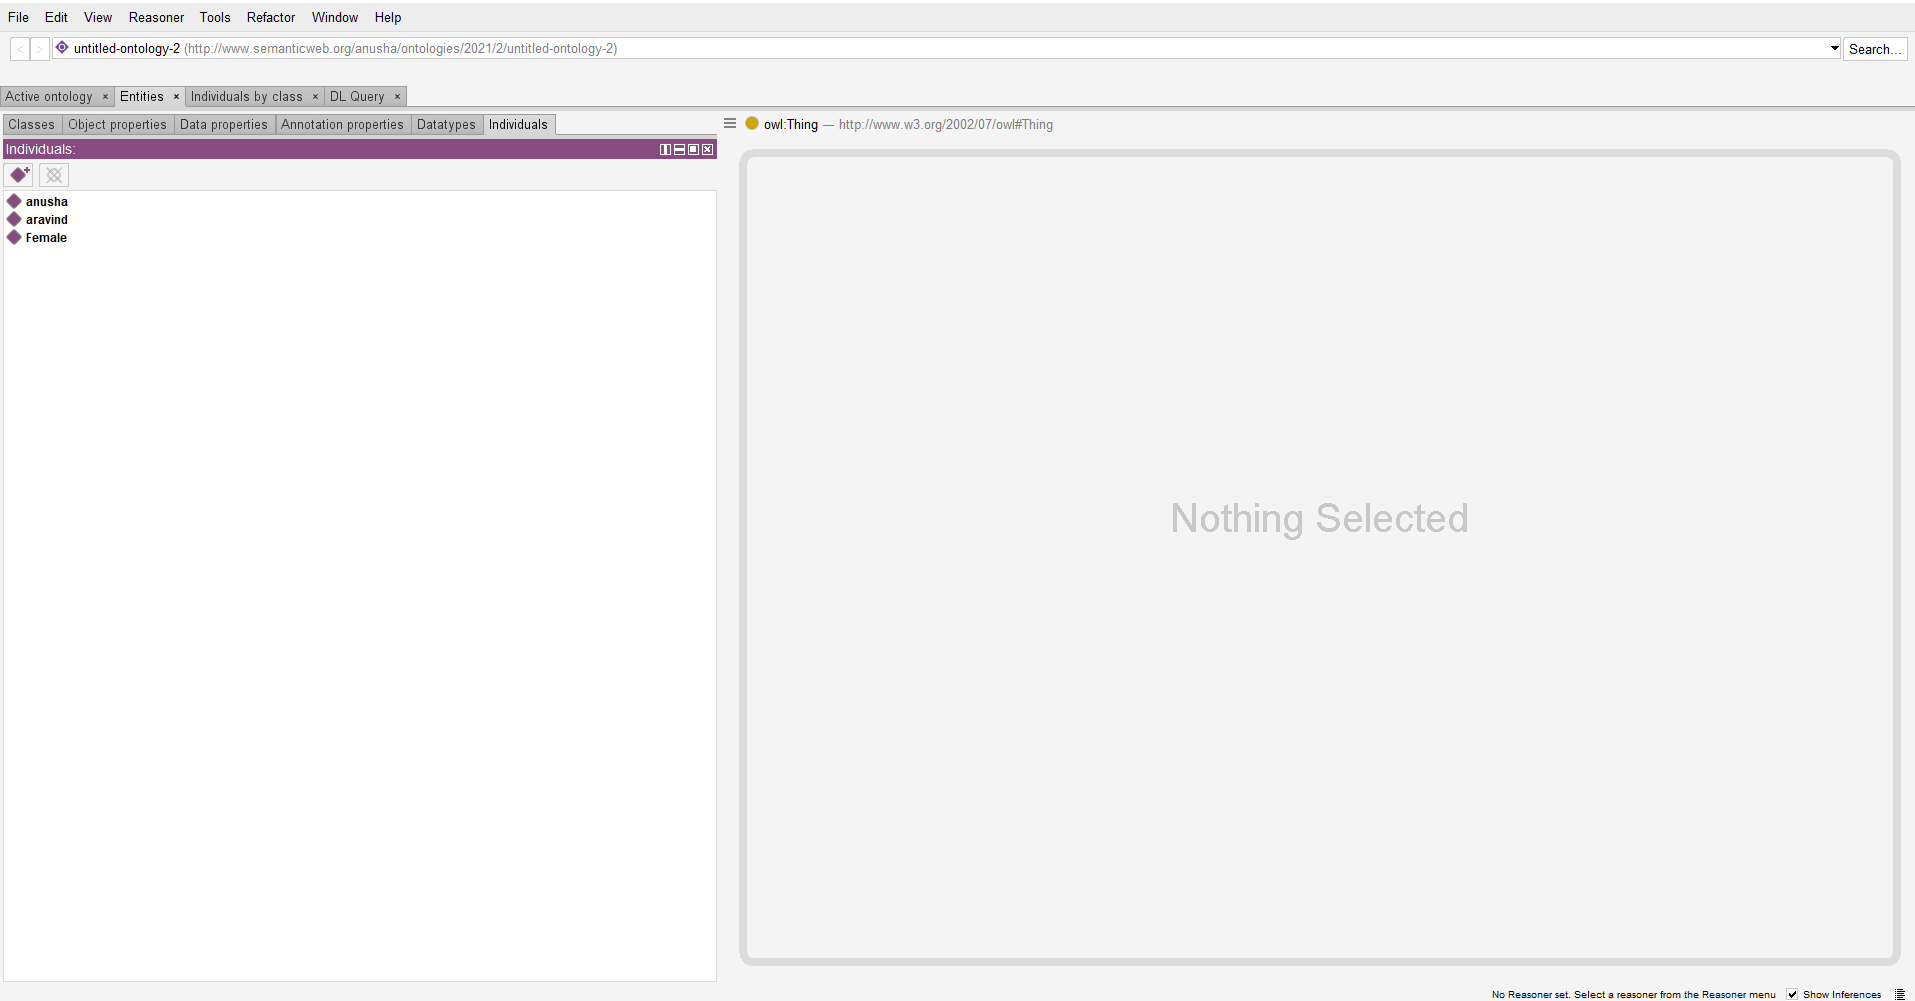 File Edit View Reasoner Tools Refactor Window Help
< > untitled-ontology-2 (http://www.semanticweb.org/anusha/ontologies/2021/2/untitled-ontology-2) Search...
Active ontology × Entities × Individuals by class × DL Query ×
Classes Object properties Data properties Annotation properties Datatypes Individuals
owl:Thing — http://www.w3.org/2002/07/owl#Thing
Individuals:
anusha
aravind
Female
Nothing Selected
No Reasoner set. Select a reasoner from the Reasoner menu Show Inferences